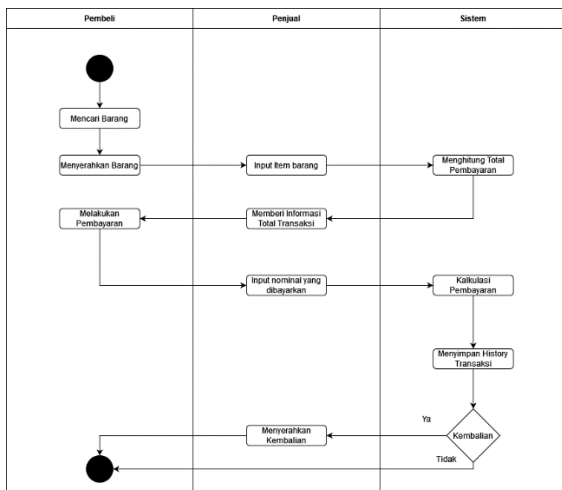 Pembeli
Penjual
Sistem
Mencari Barang
Menyerahkan Barang
Input Item barang
Menghitung Total
Pembayaran
Melakukan
Pembayaran
Memberi Informasi
Total Transaksi
Input nominal yang
dibayarkan
Kalkulasi
Pembayaran
Menyimpan History
Transaksi
Ya
Menyerahkan
Kembalian
Kembalian
Tidak